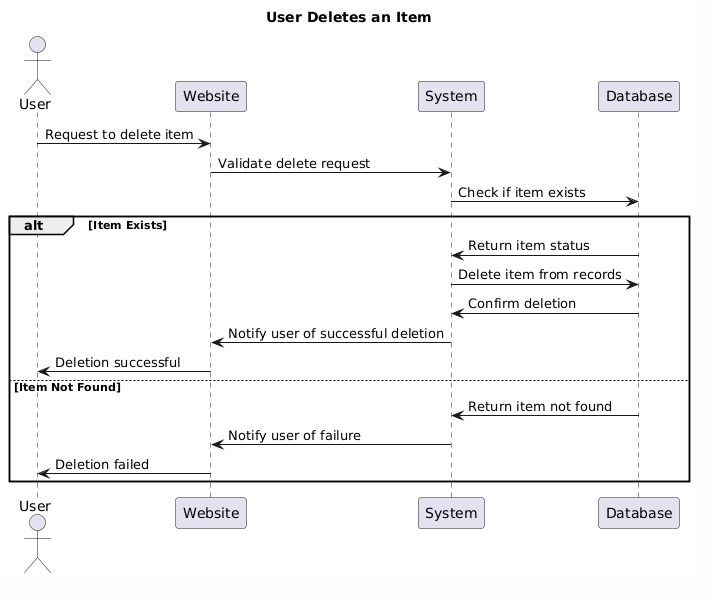 User Deletes an Item
User
Website
System
Database
Request to delete item
Validate delete request
Check if item exists
alt [Item Exists]
Return item status
Delete item from records
Confirm deletion
Notify user of successful deletion
Deletion successful
[Item Not Found]
Return item not found
Notify user of failure
Deletion failed
User
Website
System
Database